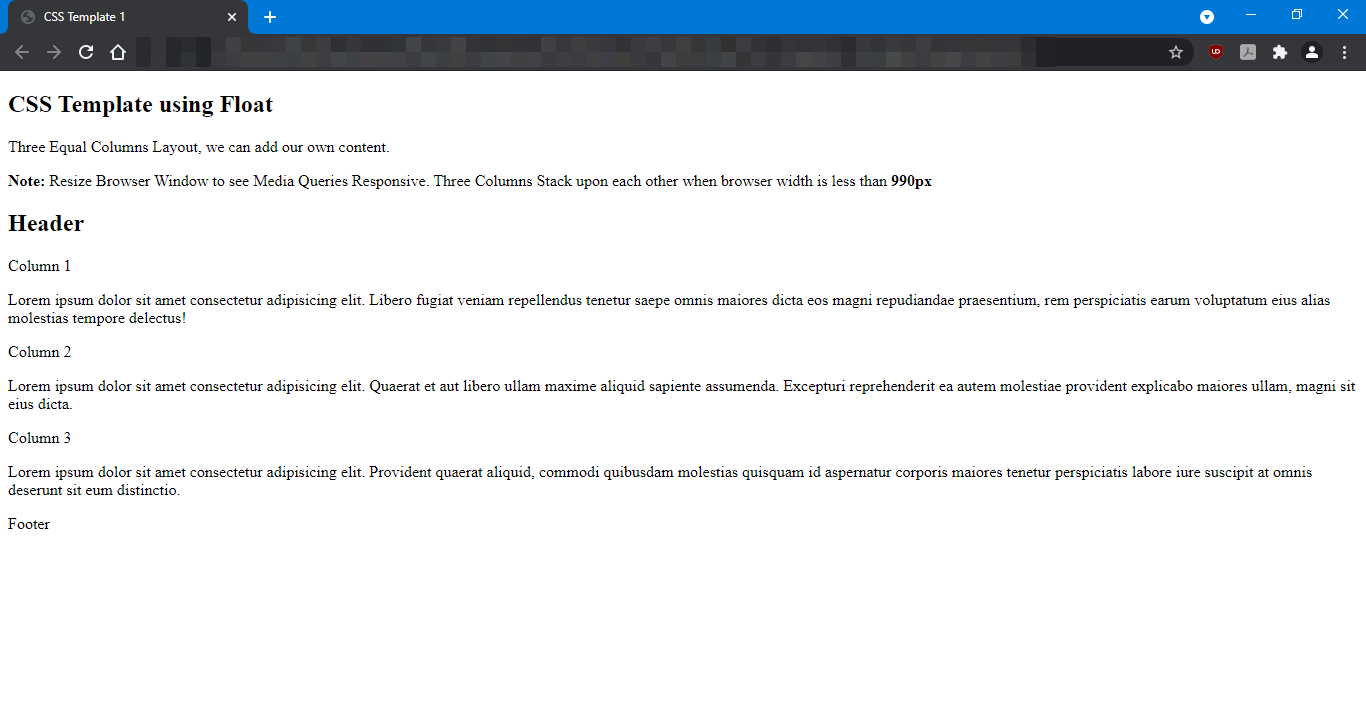 CSS Template 1
CSS Template using Float
Three Equal Columns Layout, we can add our own content.
Note: Resize Browser Window to see Media Queries Responsive. Three Columns Stack upon each other when browser width is less than 990px
Header
Column 1
Lorem ipsum dolor sit amet consectetur adipisicing elit. Libero fugiat veniam repellendus tenetur saepe omnis maiores dicta eos magni repudiandae praesentium, rem perspiciatis earum voluptatum eius alias
molestias tempore delectus!
Column 2
Lorem ipsum dolor sit amet consectetur adipisicing elit. Quaerat et aut libero ullam maxime aliquid sapiente assumenda. Excepturi reprehenderit ea autem molestiae provident explicabo maiores ullam, magni sit
eius dicta.
Column 3
Lorem ipsum dolor sit amet consectetur adipisicing elit. Provident quaerat aliquid, commodi quibusdam molestias quisquam id aspernatur corporis maiores tenetur perspiciatis labore iure suscipit at omnis
deserunt sit eum distinctio.
Footer